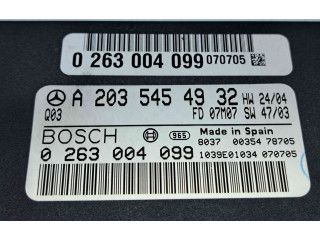 0 263 004 099 070705
A 203 545 49 32 HW 24/04
Q03 FD 07M07 SW 47/03
BOSCH 965 Made in Spain
8037 00354 78705
0 263 004 099 1039E01034 070705